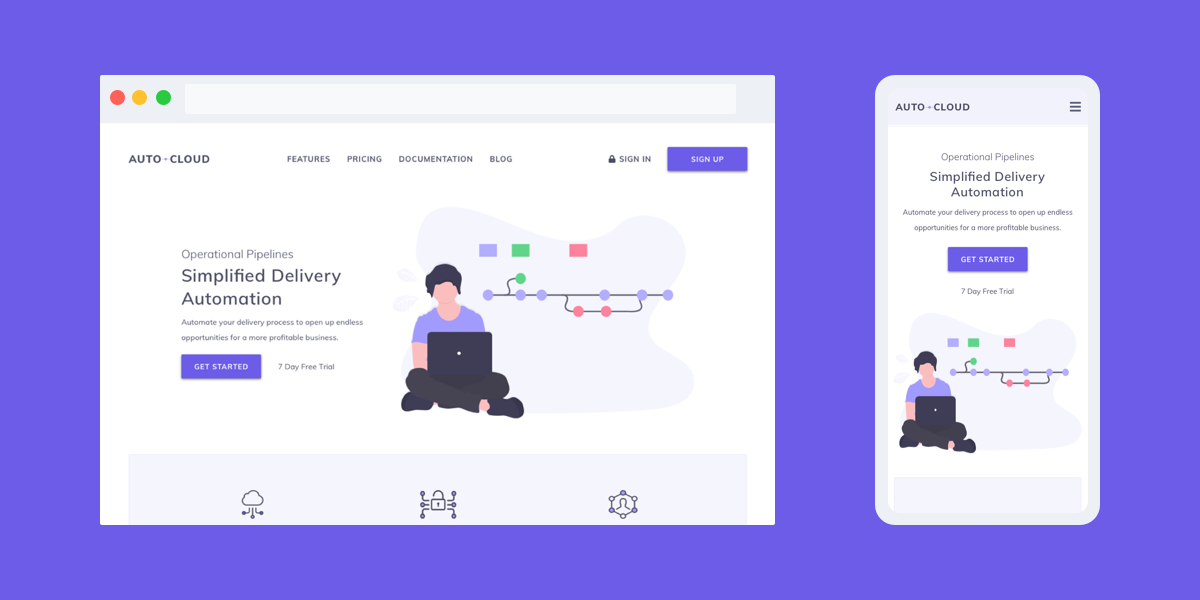 AUTO→CLOUD
FEATURES PRICING DOCUMENTATION BLOG
SIGN IN
SIGN UP
Operational Pipelines
Simplified Delivery
Automation
Automate your delivery process to open up endless
opportunities for a more profitable business.
GET STARTED
7 Day Free Trial
AUTO→CLOUD
Operational Pipelines
Simplified Delivery
Automation
Automate your delivery process to open up endless
opportunities for a more profitable business.
GET STARTED
7 Day Free Trial